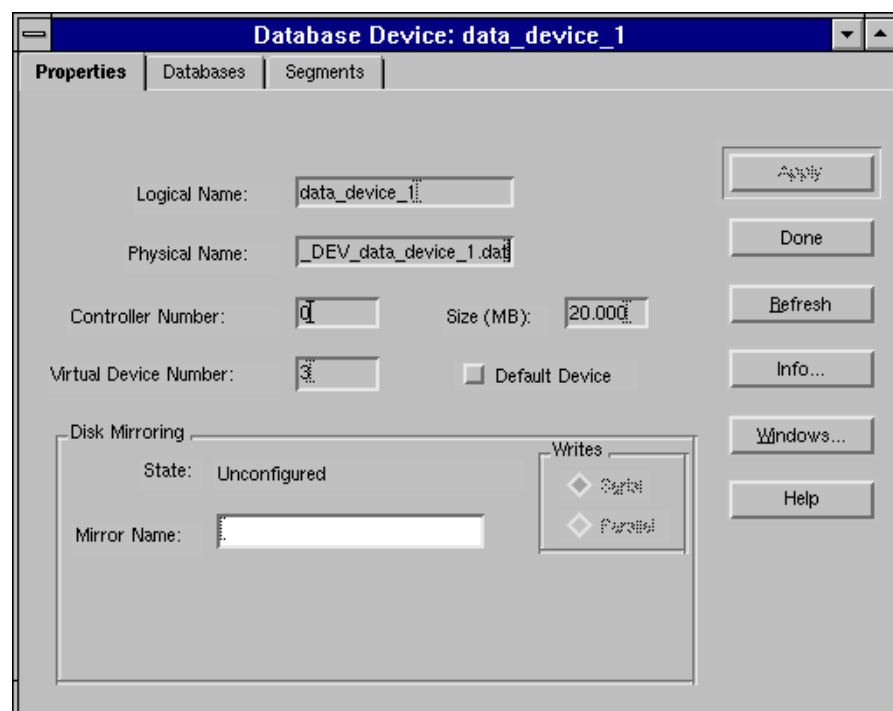 Database Device: data_device_1
Properties Databases Segments
Apply
Logical Name: data_device_1
Done
Physical Name: _DEV_data_device_1.dat
Refresh
Controller Number: 0 Size (MB): 20.000
Info...
Virtual Device Number: 3 Default Device
Disk Mirroring
Windows...
Writes
State: Unconfigured
Serial
Help
Mirror Name:
Parallel